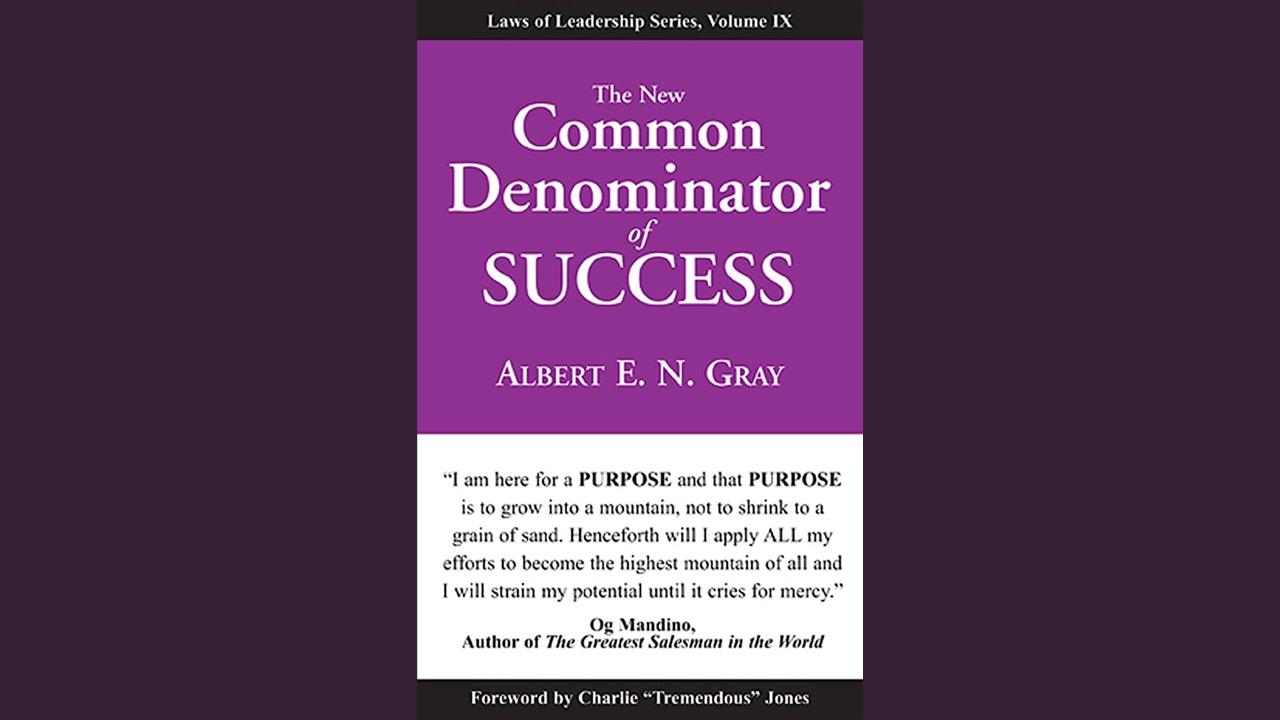 Laws of Leadership Series, Volume IX
The New
Common
Denominator
of
SUCCESS
ALBERT E. N. GRAY
“I am here for a PURPOSE and that PURPOSE
is to grow into a mountain, not to shrink to a
grain of sand. Henceforth will I apply ALL my
efforts to become the highest mountain of all and
I will strain my potential until it cries for mercy.”
Og Mandino,
Author of The Greatest Salesman in the World
Foreword by Charlie “Tremendous” Jones